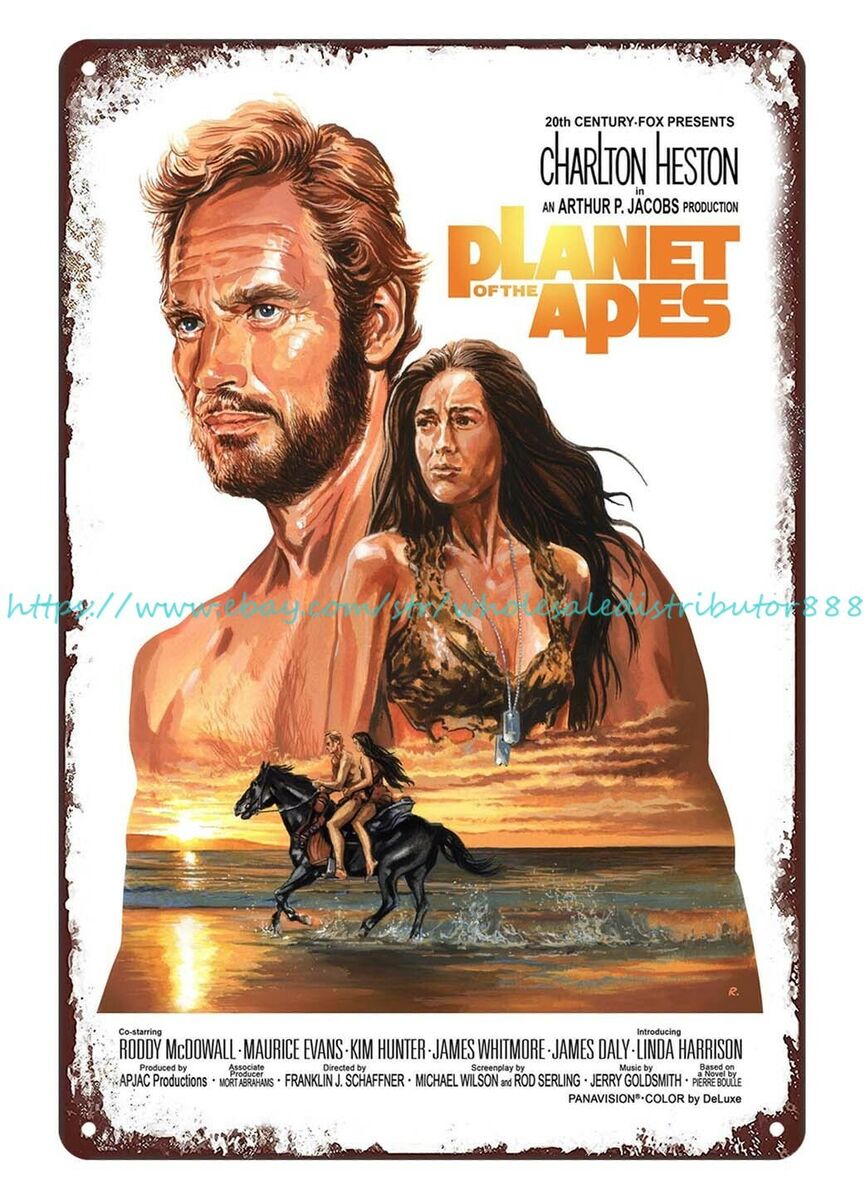 20th CENTURY-FOX PRESENTS
CHARLTON HESTON
in
AN ARTHUR P. JACOBS PRODUCTION
PLANET
OF THE
APES
https://www.ebay.com/str/wholesaledistributor888
R.
Co-starring Introducing
RODDY McDOWALL · MAURICE EVANS · KIM HUNTER · JAMES WHITMORE · JAMES DALY · LINDA HARRISON
Produced by Associate Producer Directed by Screenplay by Music by Based on a Novel by
APJAC Productions · MORT ABRAHAMS · FRANKLIN J. SCHAFFNER · MICHAEL WILSON and ROD SERLING · JERRY GOLDSMITH · PIERRE BOULLE
PANAVISION® · COLOR by DeLuxe